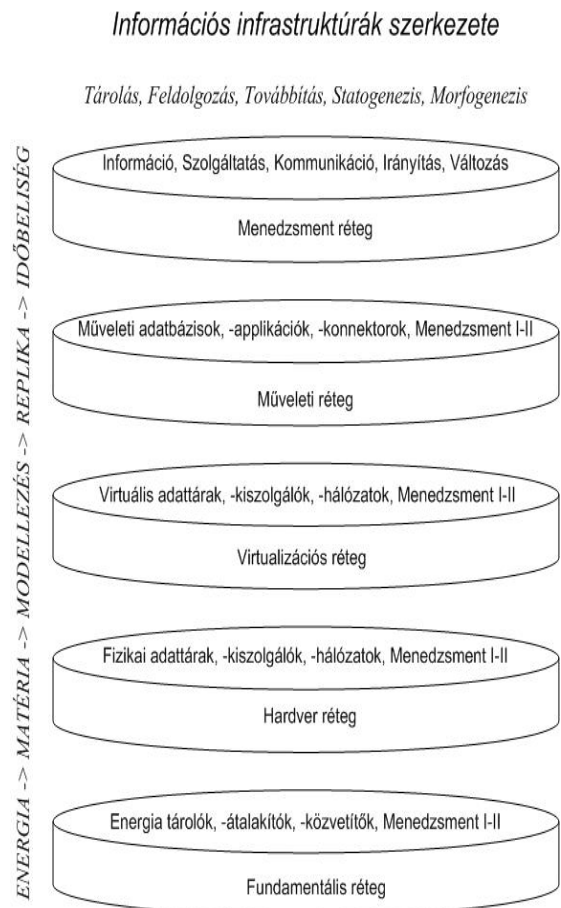 Információs infrastruktúrák szerkezete
Tárolás, Feldolgozás, Továbbítás, Statogenezis, Morfogenezis
ENERGIA -> MATÉRIA -> MODELLEZÉS -> REPLIKA -> IDŐBELISÉG
Információ, Szolgáltatás, Kommunikáció, Irányítás, Változás
Menedzsment réteg
Műveleti adatbázisok, -applikációk, -konnektorok, Menedzsment I-II
Műveleti réteg
Virtuális adattárak, -kiszolgálók, -hálózatok, Menedzsment I-II
Virtualizációs réteg
Fizikai adattárak, -kiszolgálók, -hálózatok, Menedzsment I-II
Hardver réteg
Energia tárolók, -átalakítók, -közvetítők, Menedzsment I-II
Fundamentális réteg